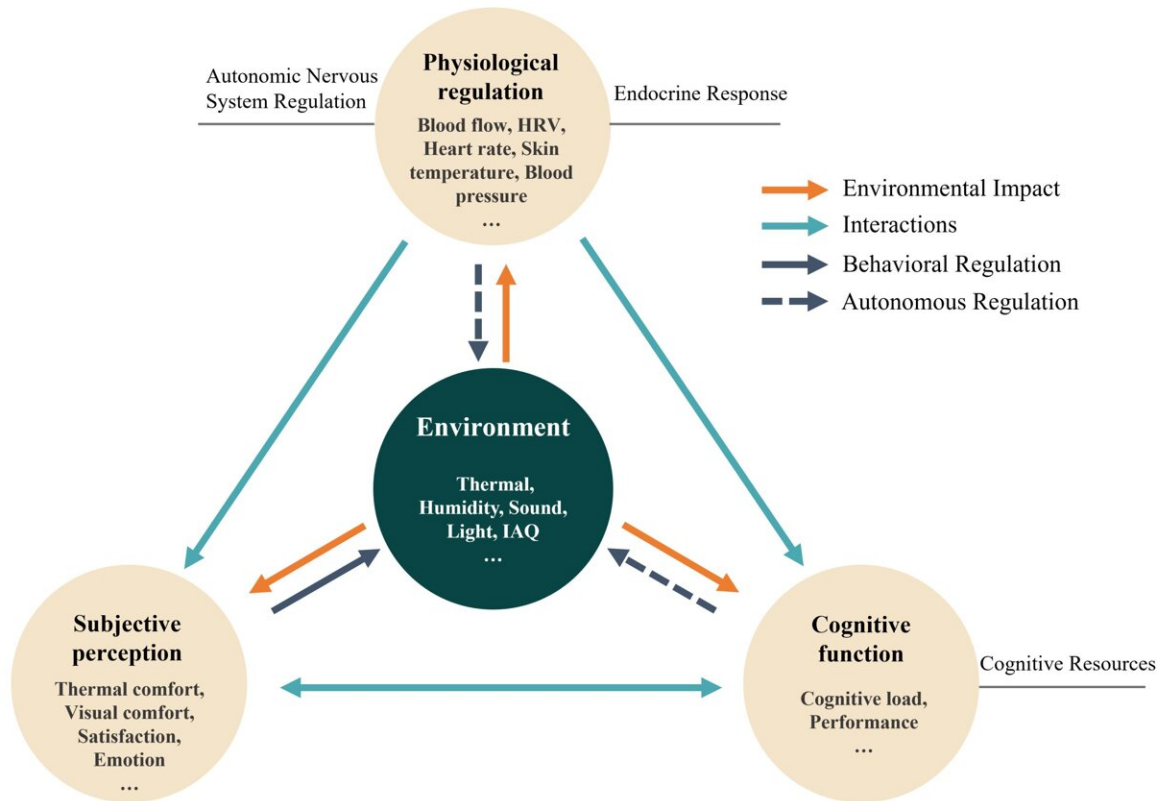 Physiological
regulation
Blood flow, HRV,
Heart rate, Skin
temperature, Blood
pressure
...
Autonomic Nervous
System Regulation
Endocrine Response
Environmental Impact
Interactions
Behavioral Regulation
Autonomous Regulation
Environment
Thermal,
Humidity, Sound,
Light, IAQ
...
Subjective
perception
Thermal comfort,
Visual comfort,
Satisfaction,
Emotion
...
Cognitive
function
Cognitive load,
Performance
...
Cognitive Resources